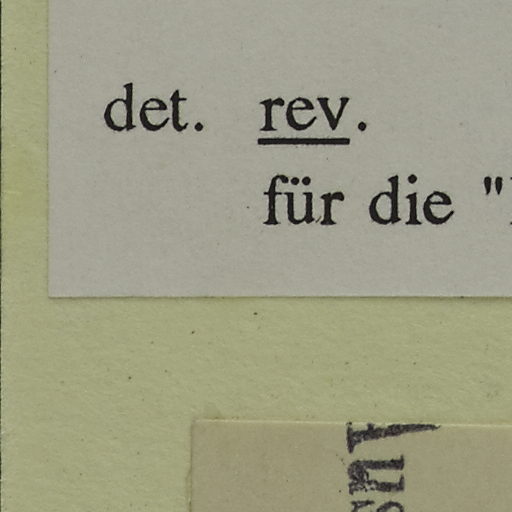 det. rev.
für die "